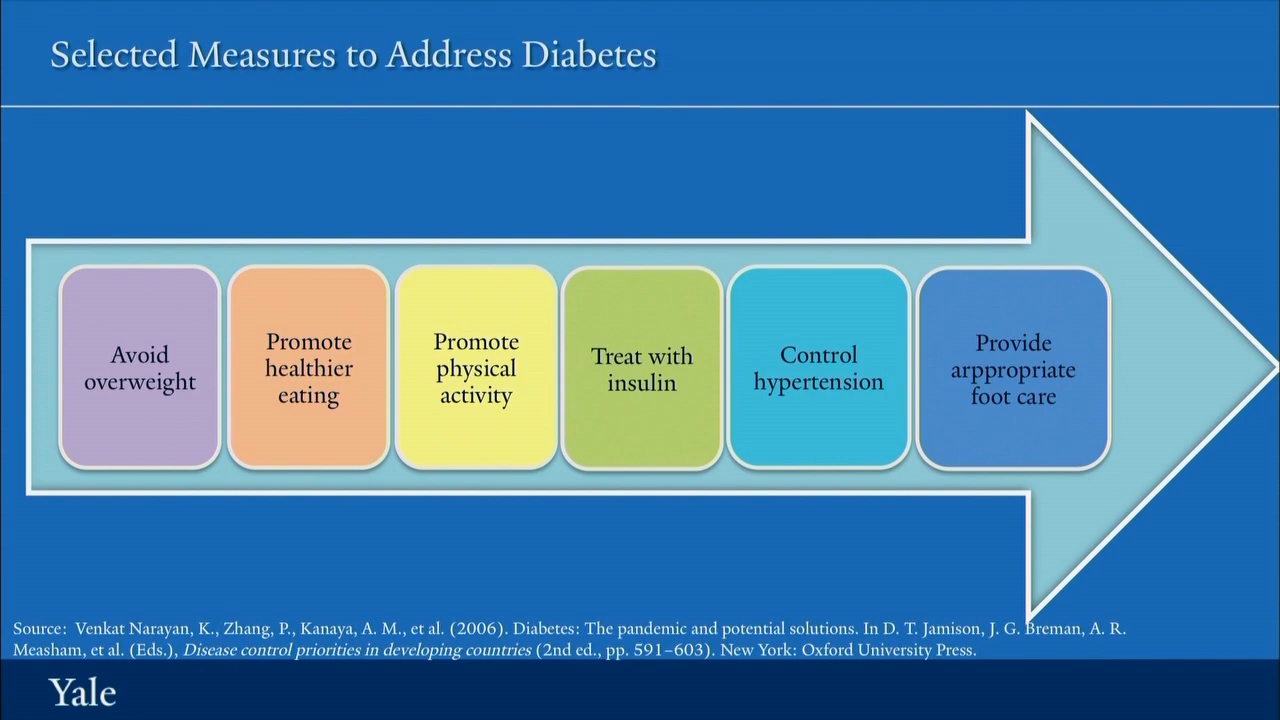 Selected Measures to Address Diabetes
Avoid
overweight
Promote
healthier
eating
Promote
physical
activity
Treat with
insulin
Control
hypertension
Provide
arppropriate
foot care
Source:  Venkat Narayan, K., Zhang, P., Kanaya, A. M., et al. (2006). Diabetes: The pandemic and potential solutions. In D. T. Jamison, J. G. Breman, A. R.
Measham, et al. (Eds.), Disease control priorities in developing countries (2nd ed., pp. 591–603). New York: Oxford University Press.
Yale